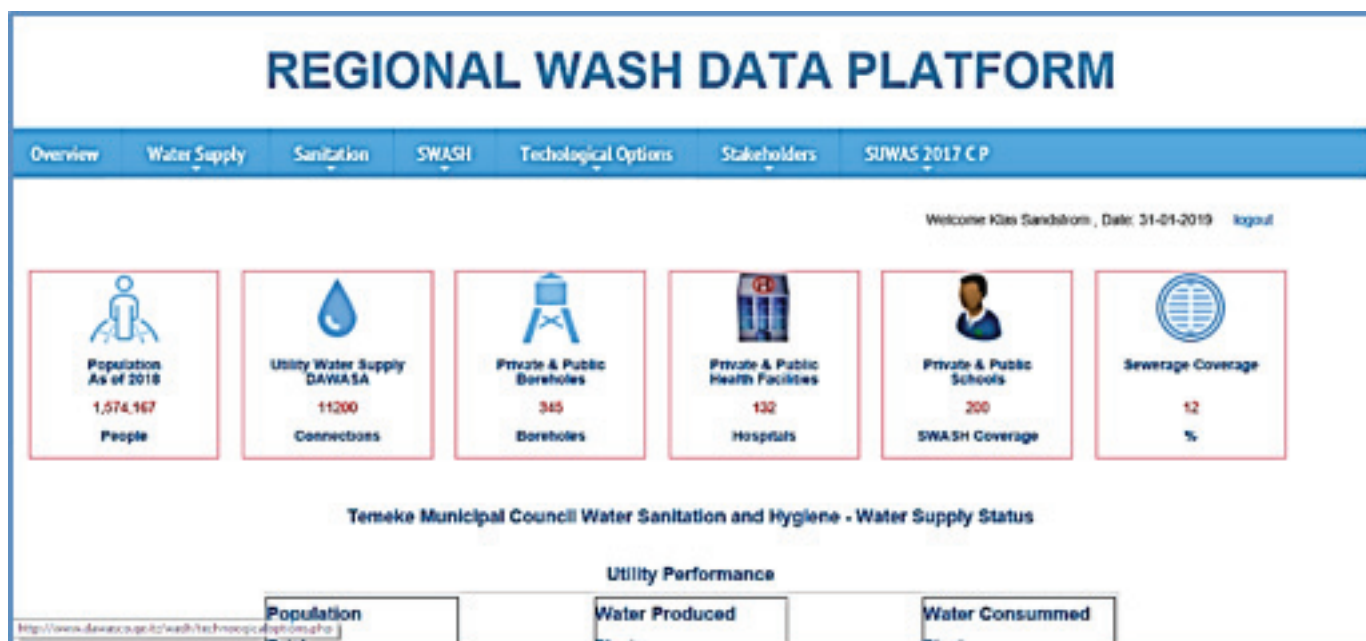 REGIONAL WASH DATA PLATFORM
Overview Water Supply Sanitation SWASH Techological Options Stakeholders SUWAS 2017 C P
Welcome Klas Sandstrom , Date: 31-01-2019 logout
Population
As of 2018
1,574,167
People
Utility Water Supply
DAWASA
11200
Connections
Private & Public
Boreholes
345
Boreholes
Private & Public
Health Facilities
132
Hospitals
Private & Public
Schools
200
SWASH Coverage
Sewerage Coverage
12
%
Temeke Municipal Council Water Sanitation and Hygiene - Water Supply Status
Utility Performance
Population Water Produced Water Consummed